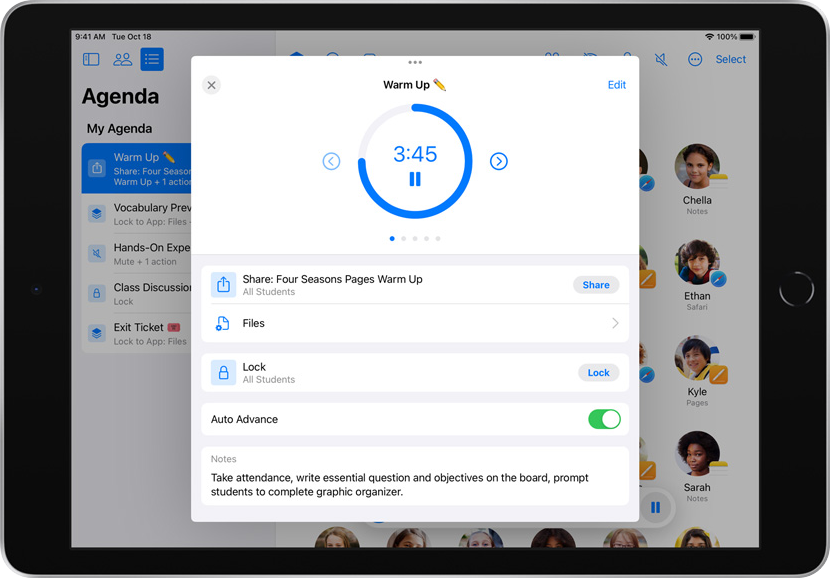 9:41 AM Tue Oct 18
100%
Select
Agenda
My Agenda
Warm Up ✏️
Share: Four Season
Warm Up + 1 action
Vocabulary Prev
Lock to App: Files
Hands-On Expe
Mute + 1 action
Class Discussion
Lock
Exit Ticket 🎟️
Lock to App: Files
Warm Up ✏️
Edit
3:45
Share: Four Seasons Pages Warm Up
All Students
Share
Files
Lock
All Students
Lock
Auto Advance
Notes
Take attendance, write essential question and objectives on the board, prompt
students to complete graphic organizer.
Chella
Notes
Ethan
Safari
Kyle
Pages
Sarah
Notes